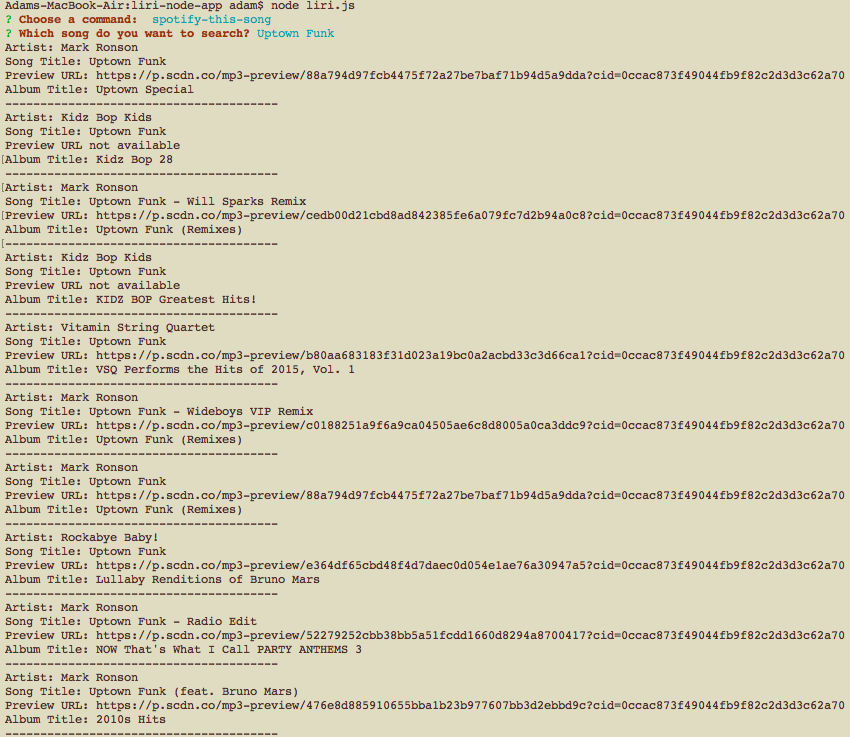 Adams-MacBook-Air:liri-node-app adam$ node liri.js
? Choose a command:  spotify-this-song
? Which song do you want to search? Uptown Funk
Artist: Mark Ronson
Song Title: Uptown Funk
Preview URL: https://p.scdn.co/mp3-preview/88a794d97fcb4475f72a27be7baf71b94d5a9dda?cid=0ccac873f49044fb9f82c2d3d3c62a70
Album Title: Uptown Special
---------------------------------------
Artist: Kidz Bop Kids
Song Title: Uptown Funk
Preview URL not available
Album Title: Kidz Bop 28
---------------------------------------
Artist: Mark Ronson
Song Title: Uptown Funk - Will Sparks Remix
Preview URL: https://p.scdn.co/mp3-preview/cedb00d21cbd8ad842385fe6a079fc7d2b94a0c8?cid=0ccac873f49044fb9f82c2d3d3c62a70
Album Title: Uptown Funk (Remixes)
---------------------------------------
Artist: Kidz Bop Kids
Song Title: Uptown Funk
Preview URL not available
Album Title: KIDZ BOP Greatest Hits!
---------------------------------------
Artist: Vitamin String Quartet
Song Title: Uptown Funk
Preview URL: https://p.scdn.co/mp3-preview/b80aa683183f31d023a19bc0a2acbd33c3d66ca1?cid=0ccac873f49044fb9f82c2d3d3c62a70
Album Title: VSQ Performs the Hits of 2015, Vol. 1
---------------------------------------
Artist: Mark Ronson
Song Title: Uptown Funk - Wideboys VIP Remix
Preview URL: https://p.scdn.co/mp3-preview/c0188251a9f6a9ca04505ae6c8d8005a0ca3ddc9?cid=0ccac873f49044fb9f82c2d3d3c62a70
Album Title: Uptown Funk (Remixes)
---------------------------------------
Artist: Mark Ronson
Song Title: Uptown Funk
Preview URL: https://p.scdn.co/mp3-preview/88a794d97fcb4475f72a27be7baf71b94d5a9dda?cid=0ccac873f49044fb9f82c2d3d3c62a70
Album Title: Uptown Funk (Remixes)
---------------------------------------
Artist: Rockabye Baby!
Song Title: Uptown Funk
Preview URL: https://p.scdn.co/mp3-preview/e364df65cbd48f4d7daec0d054e1ae76a30947a5?cid=0ccac873f49044fb9f82c2d3d3c62a70
Album Title: Lullaby Renditions of Bruno Mars
---------------------------------------
Artist: Mark Ronson
Song Title: Uptown Funk - Radio Edit
Preview URL: https://p.scdn.co/mp3-preview/52279252cbb38bb5a51fcdd1660d8294a8700417?cid=0ccac873f49044fb9f82c2d3d3c62a70
Album Title: NOW That's What I Call PARTY ANTHEMS 3
---------------------------------------
Artist: Mark Ronson
Song Title: Uptown Funk (feat. Bruno Mars)
Preview URL: https://p.scdn.co/mp3-preview/476e8d885910655bba1b23b977607bb3d2ebbd9c?cid=0ccac873f49044fb9f82c2d3d3c62a70
Album Title: 2010s Hits
---------------------------------------